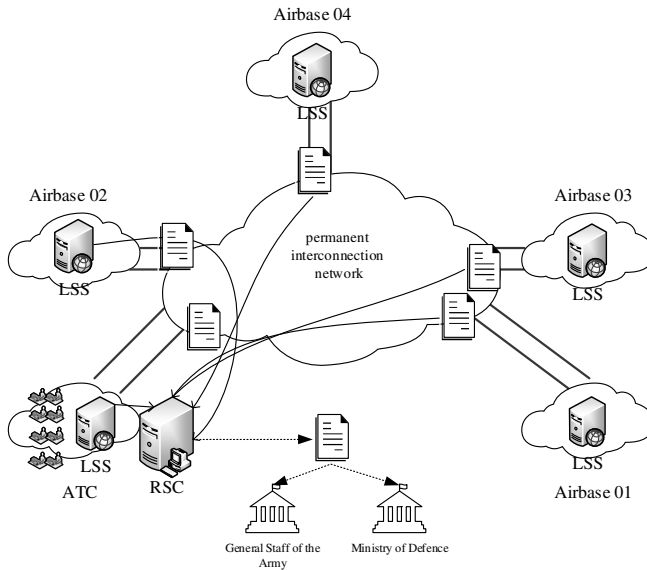 Airbase 04
LSS
Airbase 02
Airbase 03
permanent
interconnection
network
LSS
LSS
LSS
RSC
LSS
ATC
Airbase 01
General Staff of the
Army
Ministry of Defence